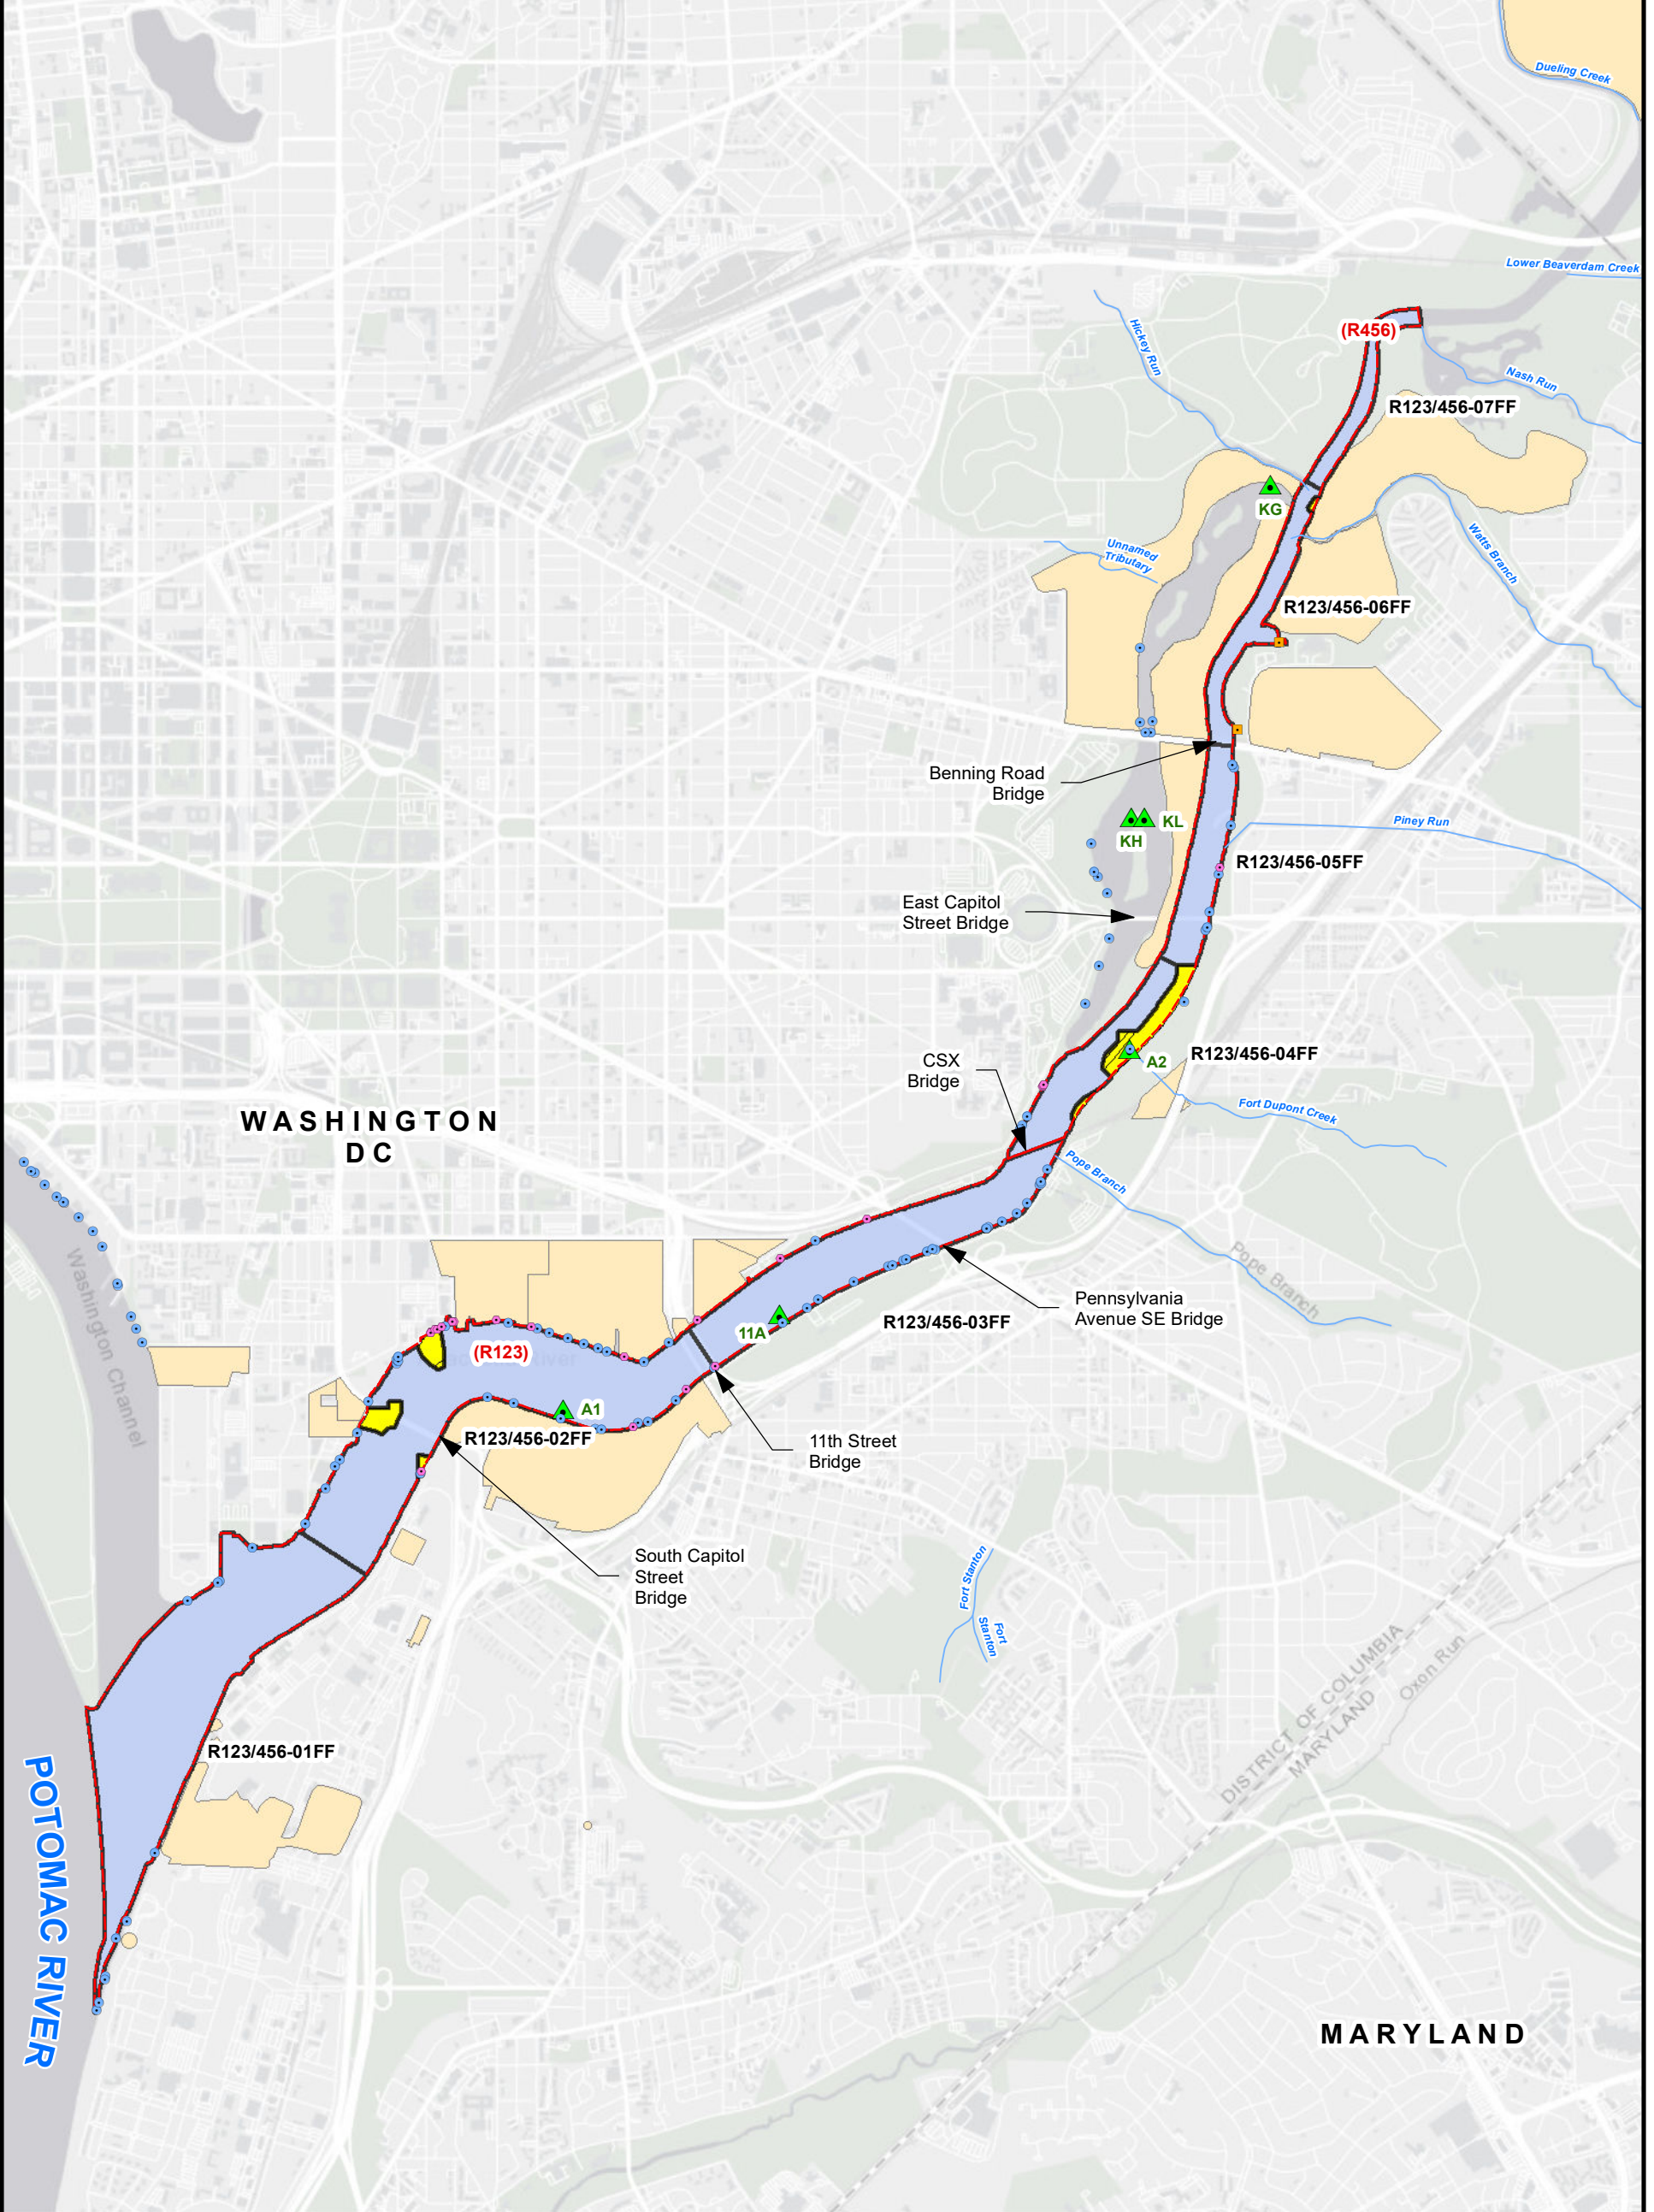 Dueling Creek
Lower Beaverdam Creek
(R456)
Hickey Run
Nash Run
R123/456-07FF
KG
Watts Branch
Unnamed
Tributary
R123/456-06FF
Benning Road
Bridge
KL
KH
Piney Run
R123/456-05FF
East Capitol
Street Bridge
CSX
Bridge
R123/456-04FF
A2
Fort Dupont Creek
WASHINGTON
DC
Pope Branch
Pope Branch
Washington Channel
Pennsylvania
Avenue SE Bridge
R123/456-03FF
11A
(R123)
River
A1
R123/456-02FF
11th Street
Bridge
South Capitol
Street
Bridge
Fort Stanton
Fort
Stanton
DISTRICT OF COLUMBIA
MARYLAND
Oxon Run
R123/456-01FF
POTOMAC RIVER
MARYLAND